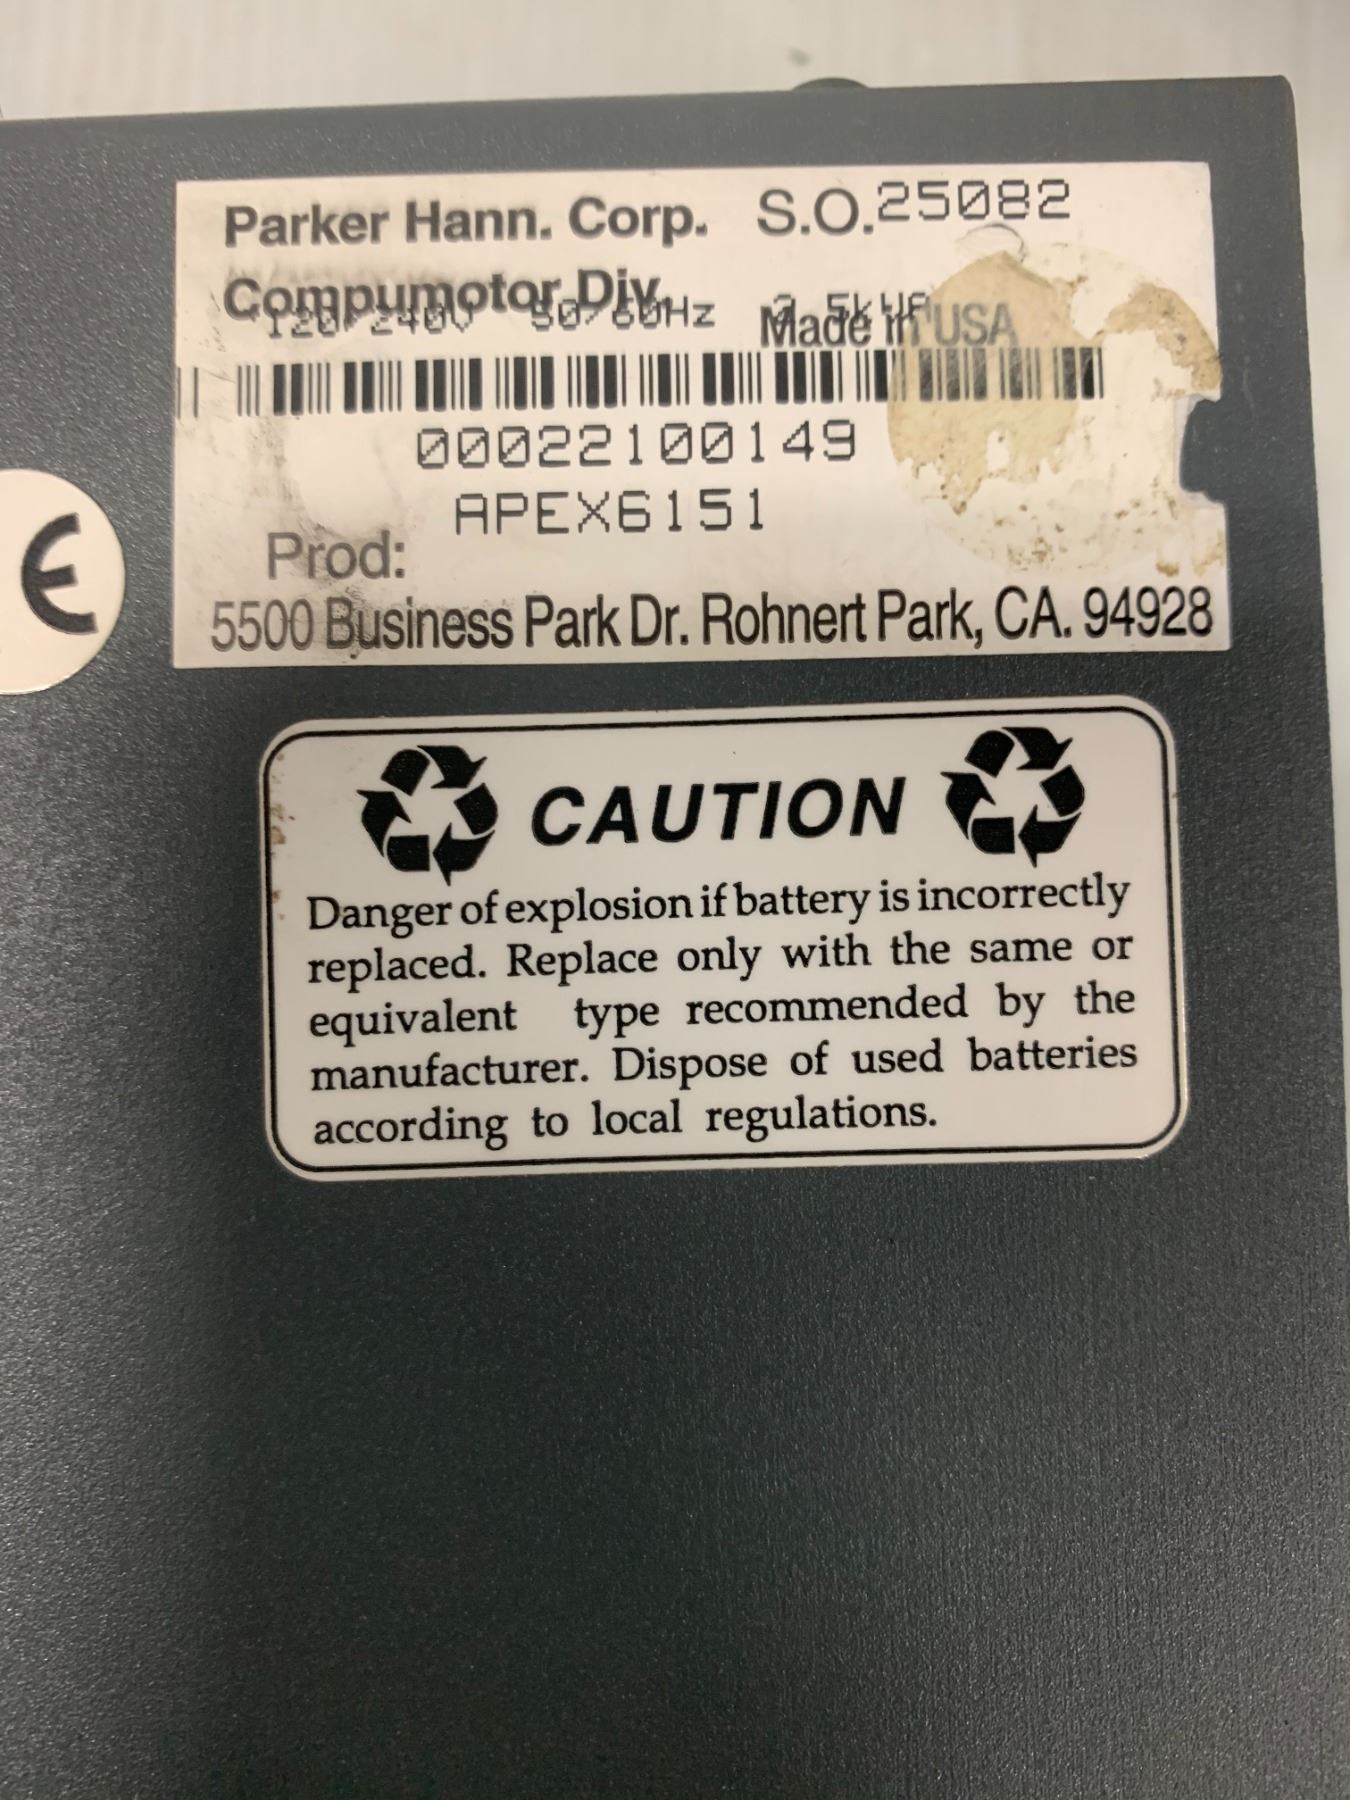 Parker Hann. Corp. S.O. 25082
Compumotor Div.
120/240V 50/60Hz 5kVA
Made in USA
00022100149
APEX6151
Prod:
5500 Business Park Dr. Rohnert Park, CA. 94928
CE
CAUTION
Danger of explosion if battery is incorrectly
replaced. Replace only with the same or
equivalent type recommended by the
manufacturer. Dispose of used batteries
according to local regulations.